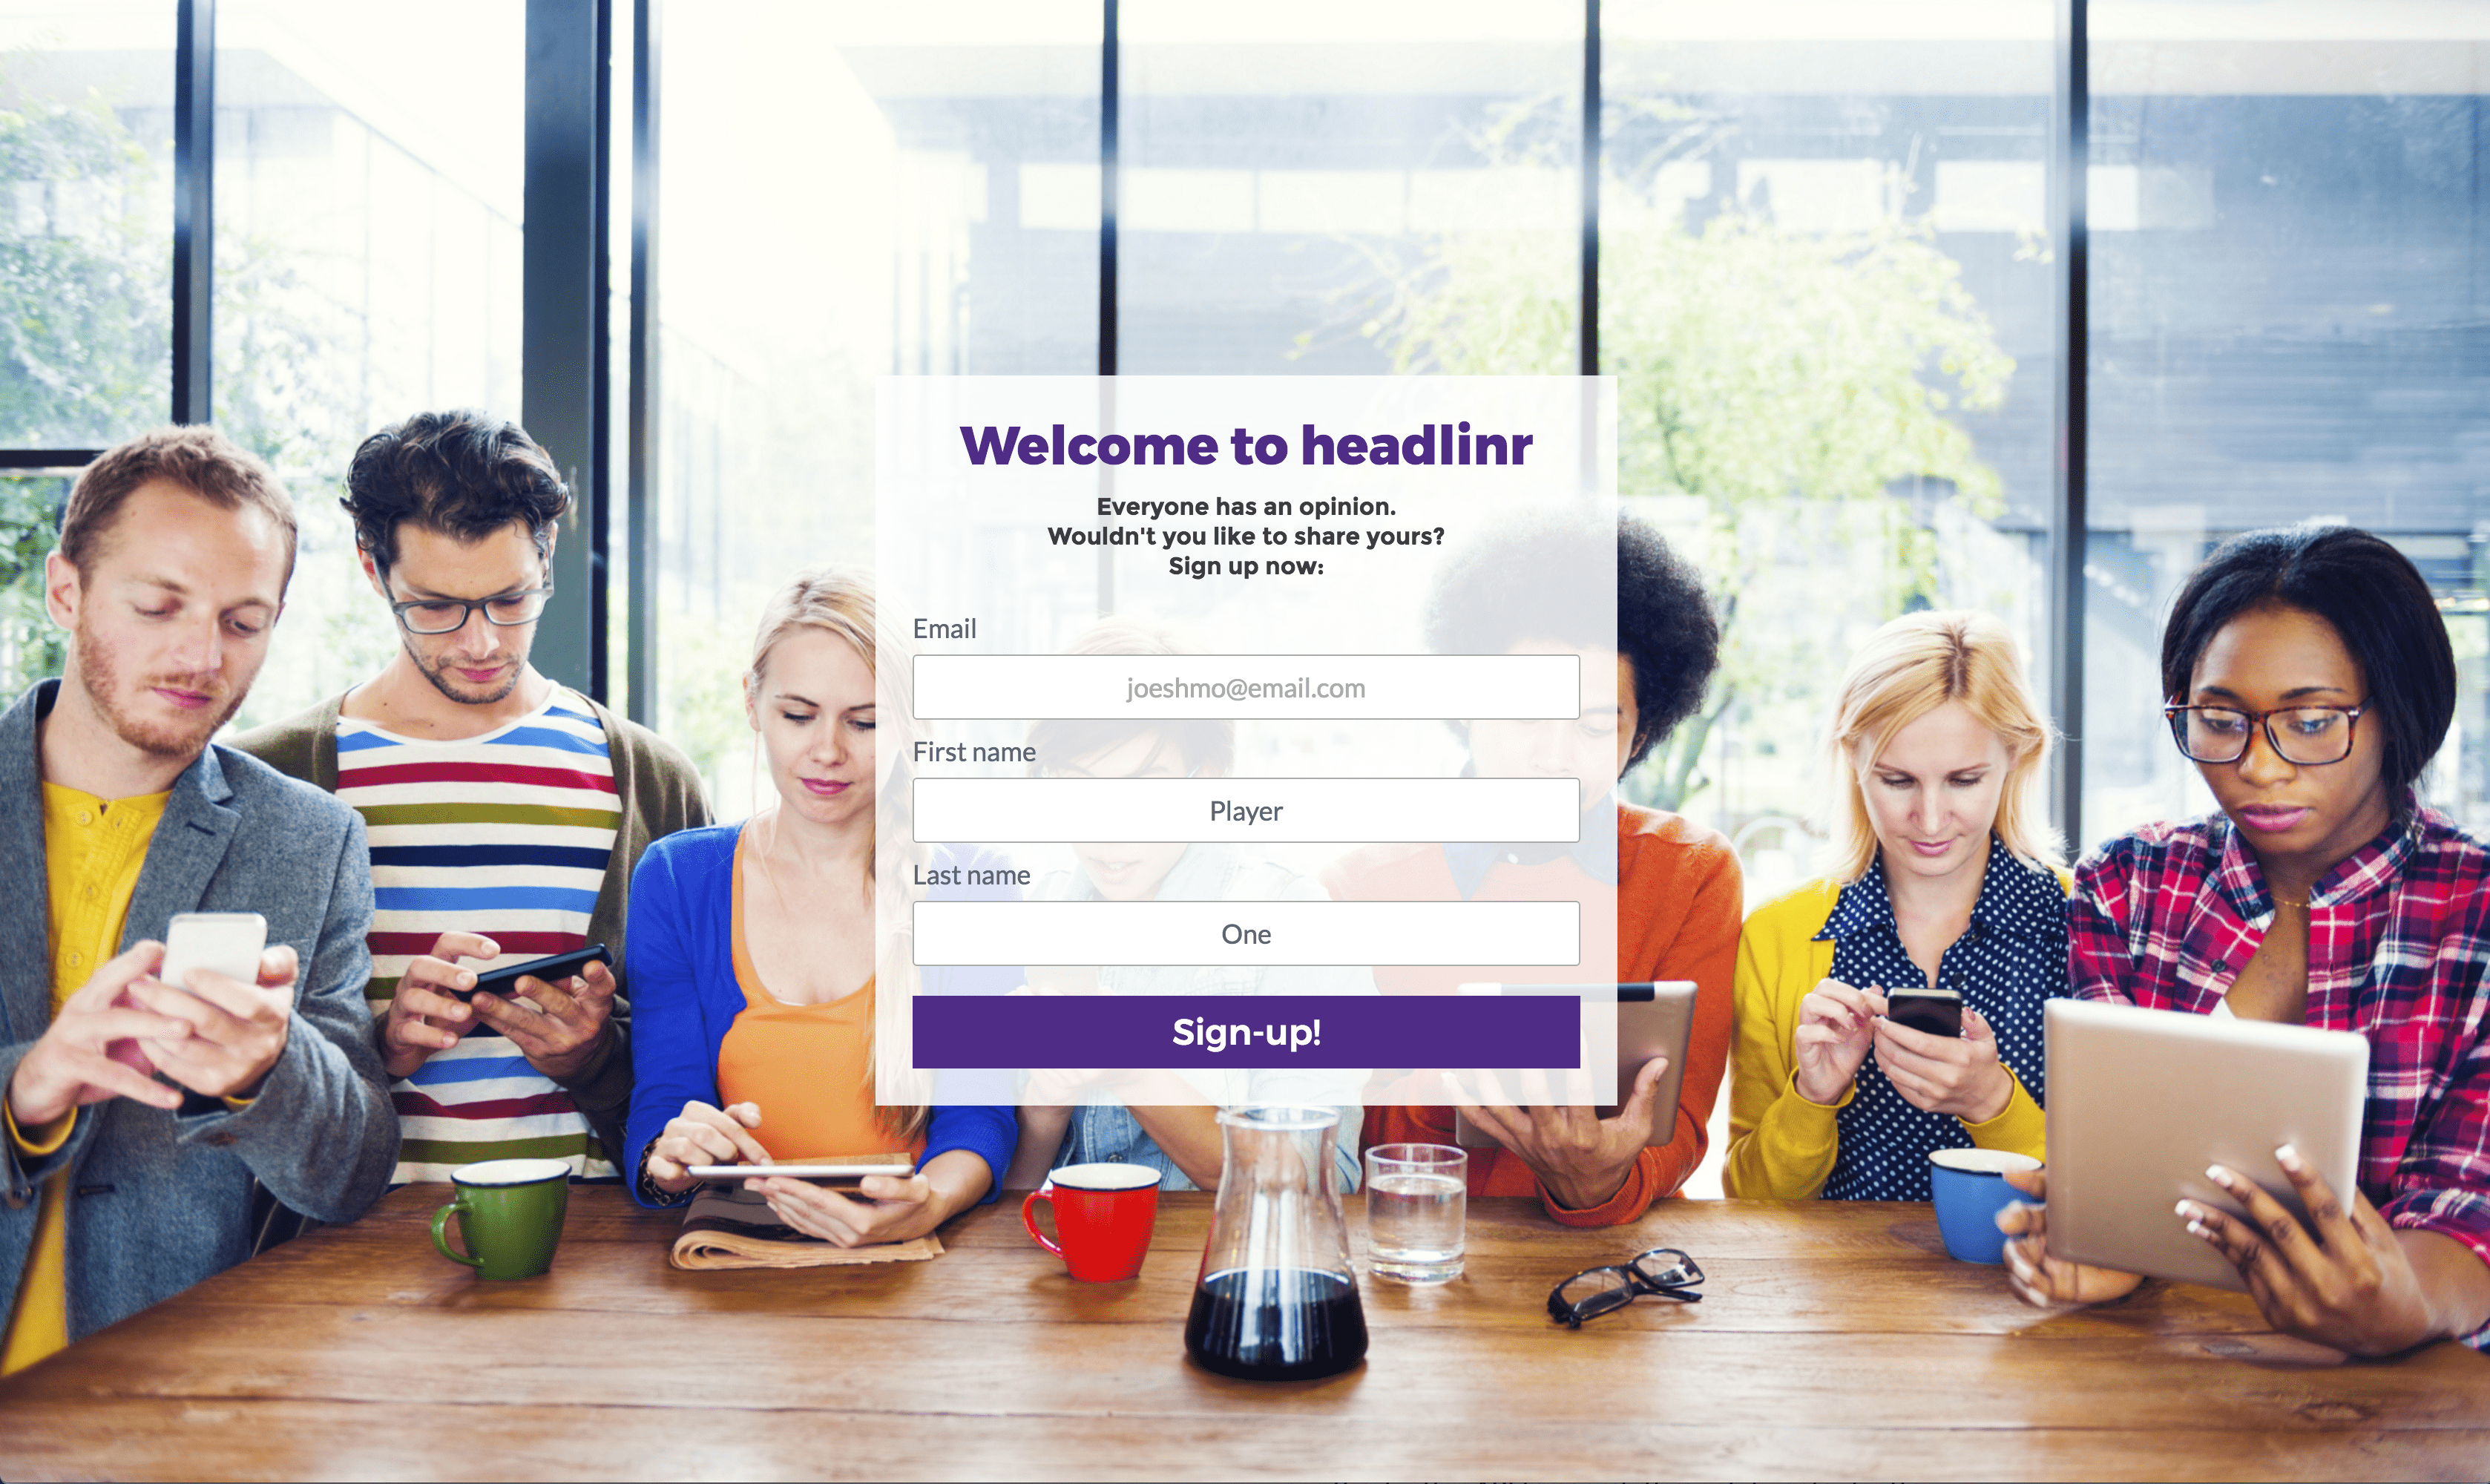 Welcome to headlinr
Everyone has an opinion.
Wouldn't you like to share yours?
Sign up now:
Email
joeshmo@email.com
First name
Player
Last name
One
Sign-up!